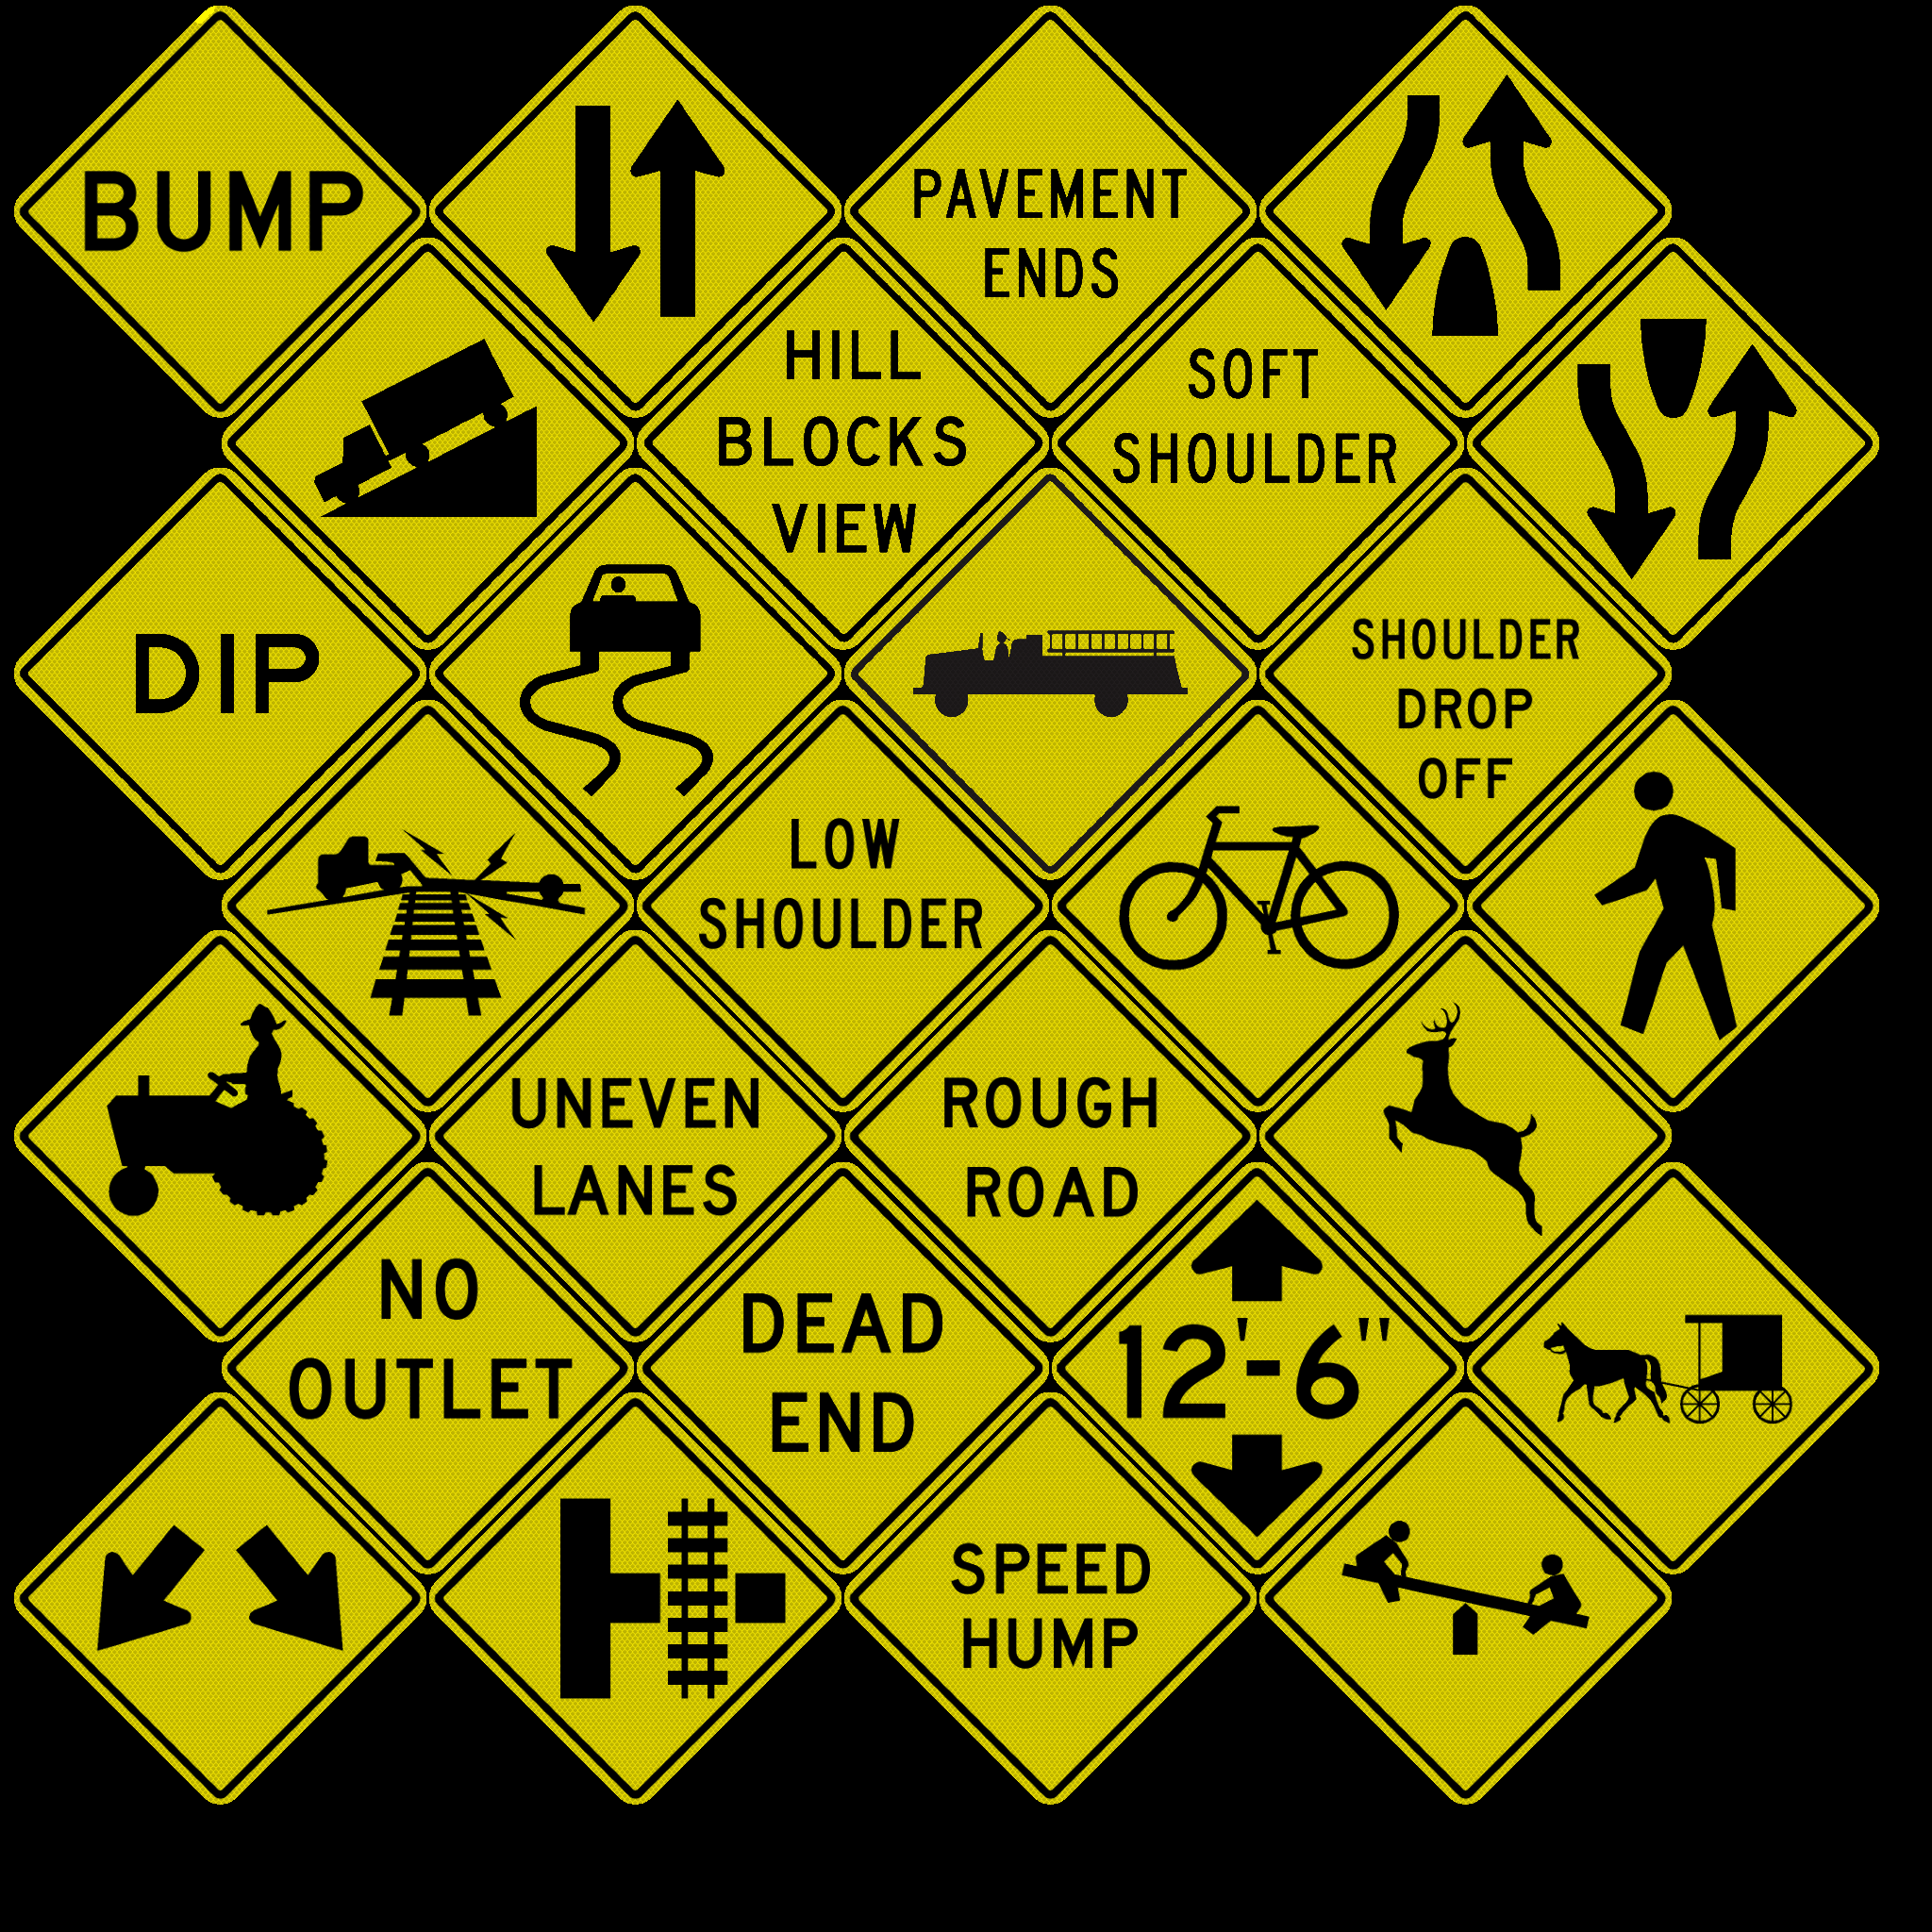 BUMP
PAVEMENT
ENDS
HILL
BLOCKS
VIEW
SOFT
SHOULDER
DIP
SHOULDER
DROP
OFF
LOW
SHOULDER
UNEVEN
LANES
ROUGH
ROAD
NO
OUTLET
DEAD
END
12'-6"
SPEED
HUMP